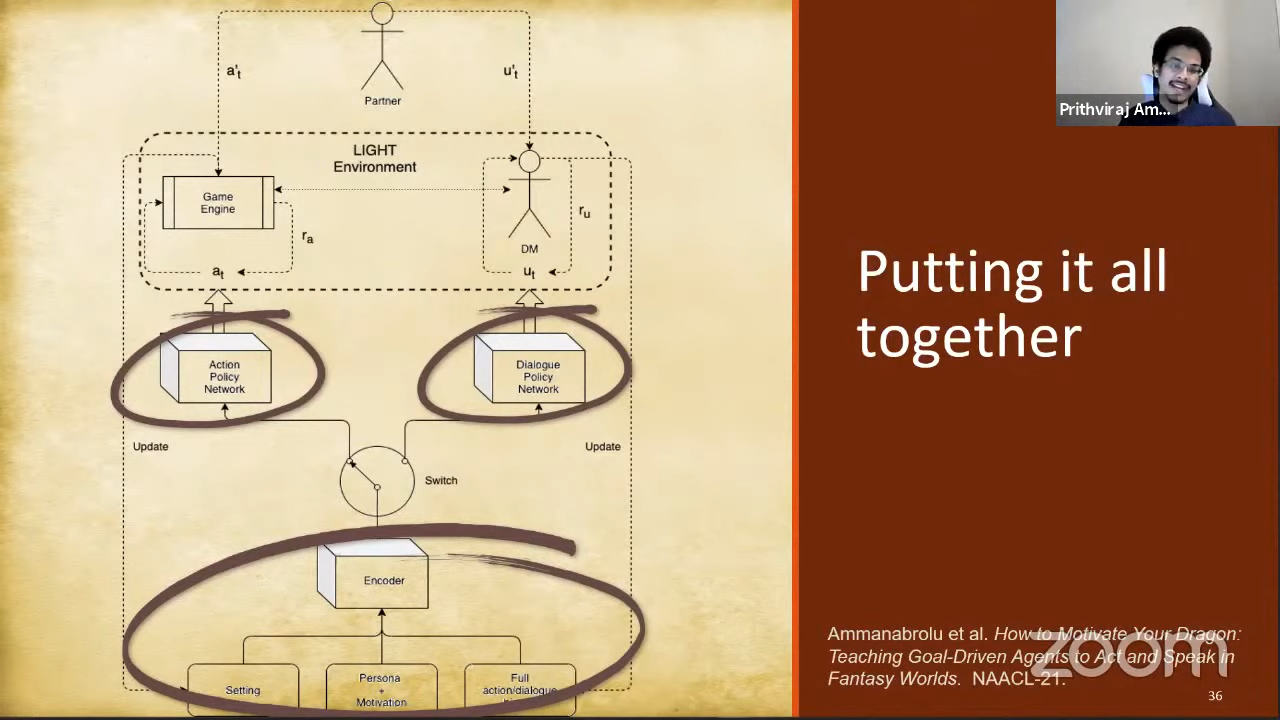 a't
u't
Partner
LIGHT
Environment
Game
Engine
ra
ru
DM
at
ut
Action
Policy
Network
Dialogue
Policy
Network
Update
Update
Switch
Encoder
Setting
Persona
+
Motivation
Full
action/dialogue
Putting it all
together
Prithviraj Am...
Ammanabrolu et al. How to Motivate Your Dragon:
Teaching Goal-Driven Agents to Act and Speak in
Fantasy Worlds. NAACL-21.
zoom
36